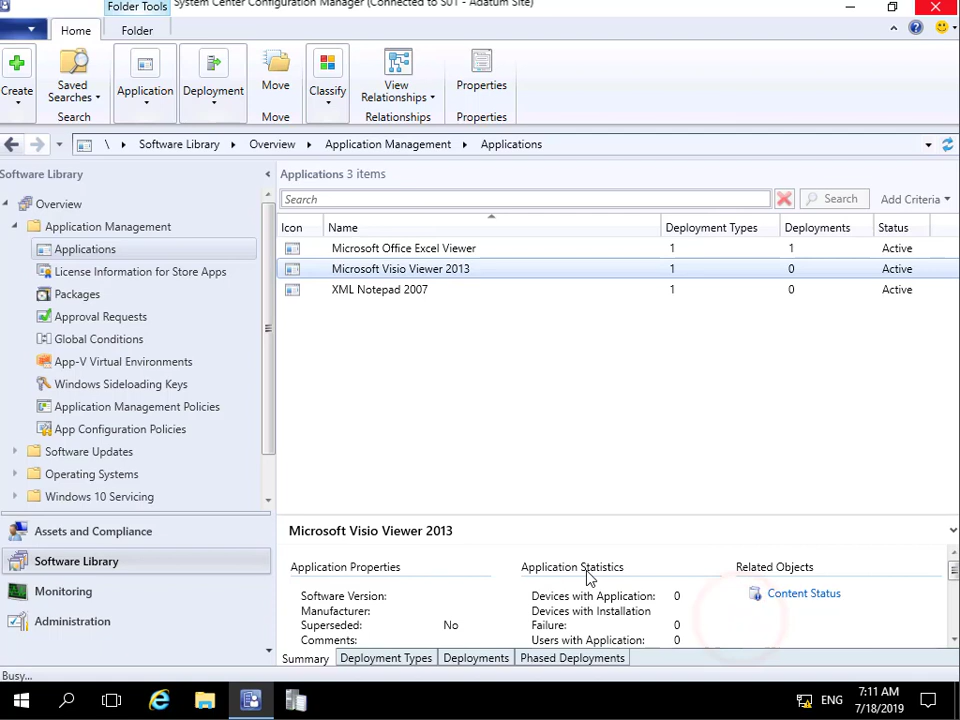 Folder Tools
System Center Configuration Manager (Connected to S01 - Adatum Site)
Home
Folder
Create
Saved Searches
Application
Deployment
Move
Classify
View Relationships
Properties
Search
Move
Relationships
Properties
\ Software Library Overview Application Management Applications
Software Library
Overview
Application Management
Applications
License Information for Store Apps
Packages
Approval Requests
Global Conditions
App-V Virtual Environments
Windows Sideloading Keys
Application Management Policies
App Configuration Policies
Software Updates
Operating Systems
Windows 10 Servicing
Assets and Compliance
Software Library
Monitoring
Administration
Applications 3 items
Search
Search
Add Criteria
Icon Name Deployment Types Deployments Status
Microsoft Office Excel Viewer 1 1 Active
Microsoft Visio Viewer 2013 1 0 Active
XML Notepad 2007 1 0 Active
Microsoft Visio Viewer 2013
Application Properties
Software Version:
Manufacturer:
Superseded: No
Comments:
Application Statistics
Devices with Application: 0
Devices with Installation
Failure: 0
Users with Application: 0
Related Objects
Content Status
Summary Deployment Types Deployments Phased Deployments
Busy...
ENG
7:11 AM
7/18/2019